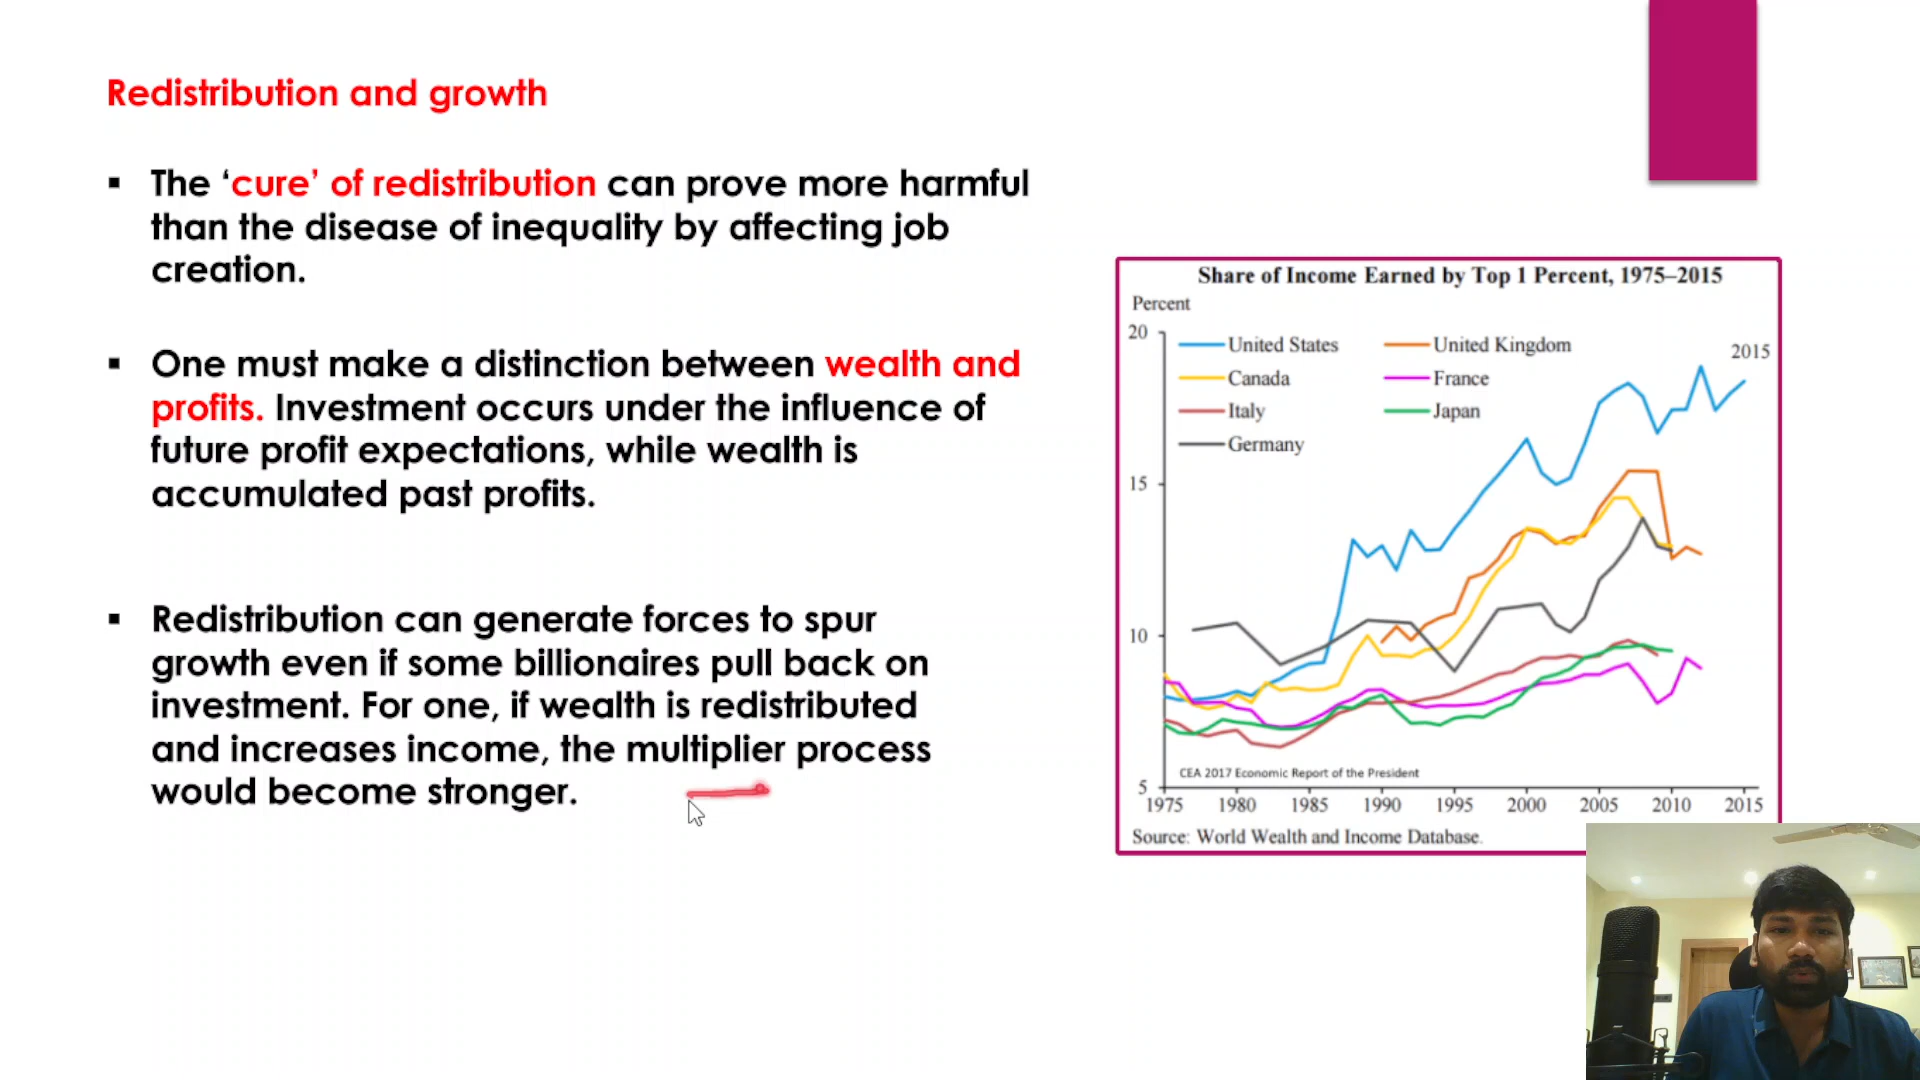 Redistribution and growth
▪ The ‘cure’ of redistribution can prove more harmful
than the disease of inequality by affecting job
creation.
▪ One must make a distinction between wealth and
profits. Investment occurs under the influence of
future profit expectations, while wealth is
accumulated past profits.
▪ Redistribution can generate forces to spur
growth even if some billionaires pull back on
investment. For one, if wealth is redistributed
and increases income, the multiplier process
would become stronger.
Share of Income Earned by Top 1 Percent, 1975–2015
Percent
20
United States
United Kingdom
2015
Canada
France
Italy
Japan
Germany
15
10
CEA 2017 Economic Report of the President
5
1975 1980 1985 1990 1995 2000 2005 2010 2015
Source: World Wealth and Income Database.